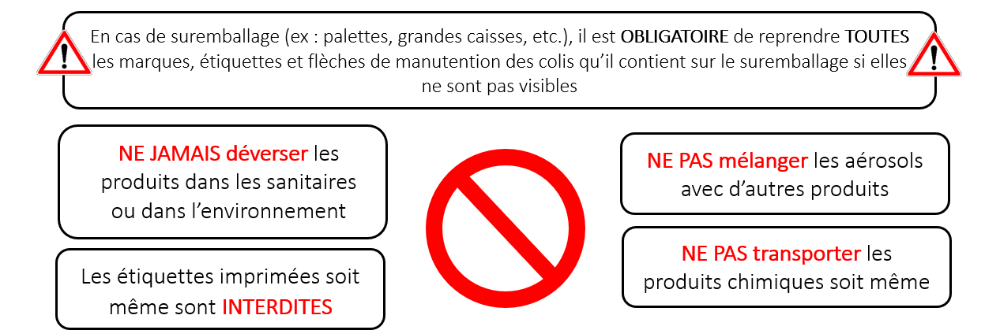 En cas de suremballage (ex : palettes, grandes caisses, etc.), il est OBLIGATOIRE de reprendre TOUTES
les marques, étiquettes et flèches de manutention des colis qu’il contient sur le suremballage si elles
ne sont pas visibles
NE JAMAIS déverser les
produits dans les sanitaires
ou dans l’environnement
Les étiquettes imprimées soit
même sont INTERDITES
NE PAS mélanger les aérosols
avec d’autres produits
NE PAS transporter les
produits chimiques soit même